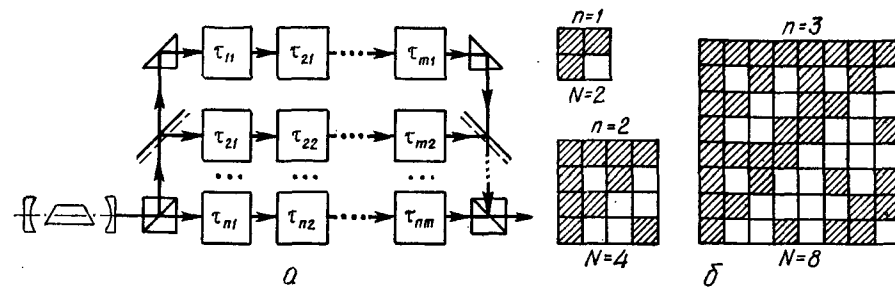 τ11 τ21 τm1
τ21 τ22 τm2
... ... ...
τn1 τn2 τnm
а
n=1
N=2
n=2
N=4
n=3
N=8
б